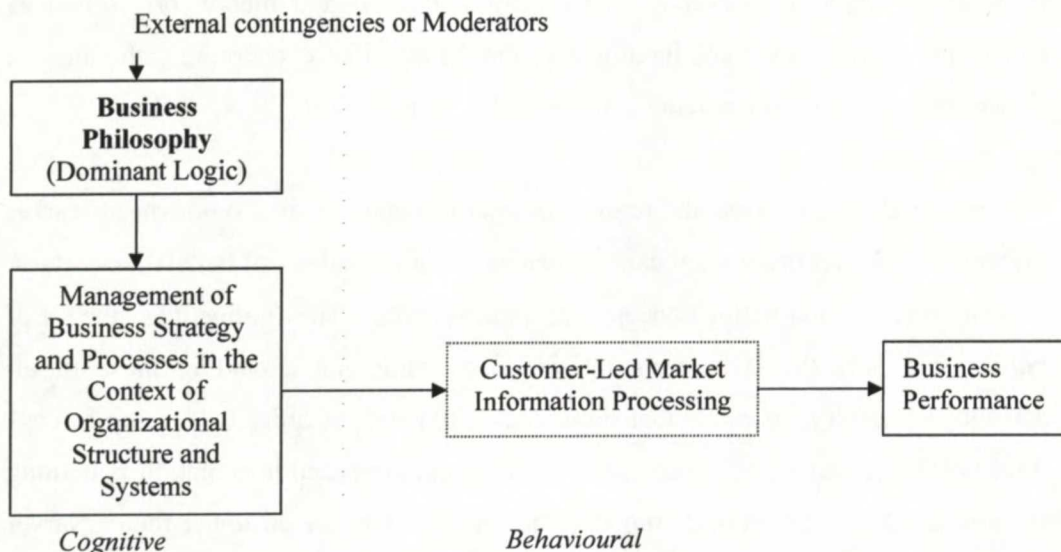 External contingencies or Moderators
Business
Philosophy
(Dominant Logic)
Management of
Business Strategy
and Processes in the
Context of
Organizational
Structure and
Systems
Customer-Led Market
Information Processing
Business
Performance
Cognitive
Behavioural